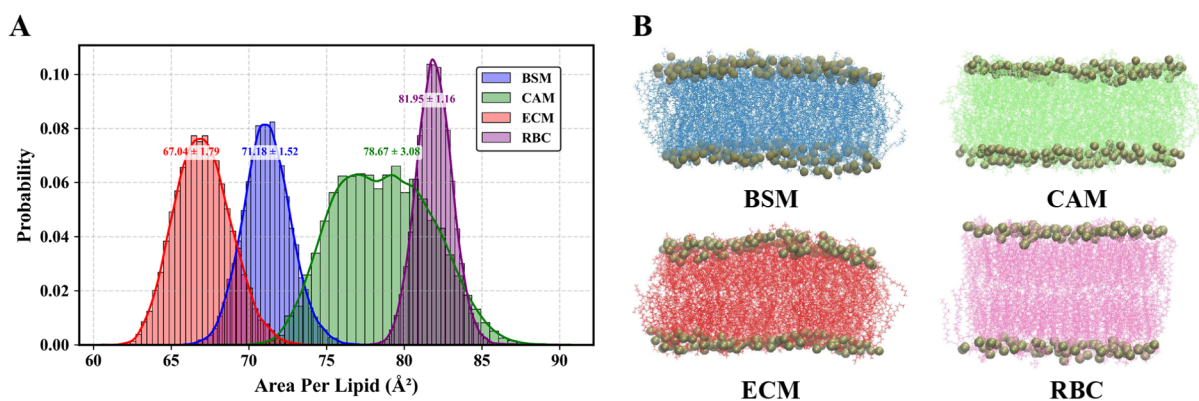 A
B
0.10
0.08
0.06
0.04
0.02
0.00
Probability
60
65
70
75
80
85
90
Area Per Lipid (Å²)
67.04 ± 1.79
71.18 ± 1.52
78.67 ± 3.08
81.95 ± 1.16
BSM
CAM
ECM
RBC
BSM
CAM
ECM
RBC